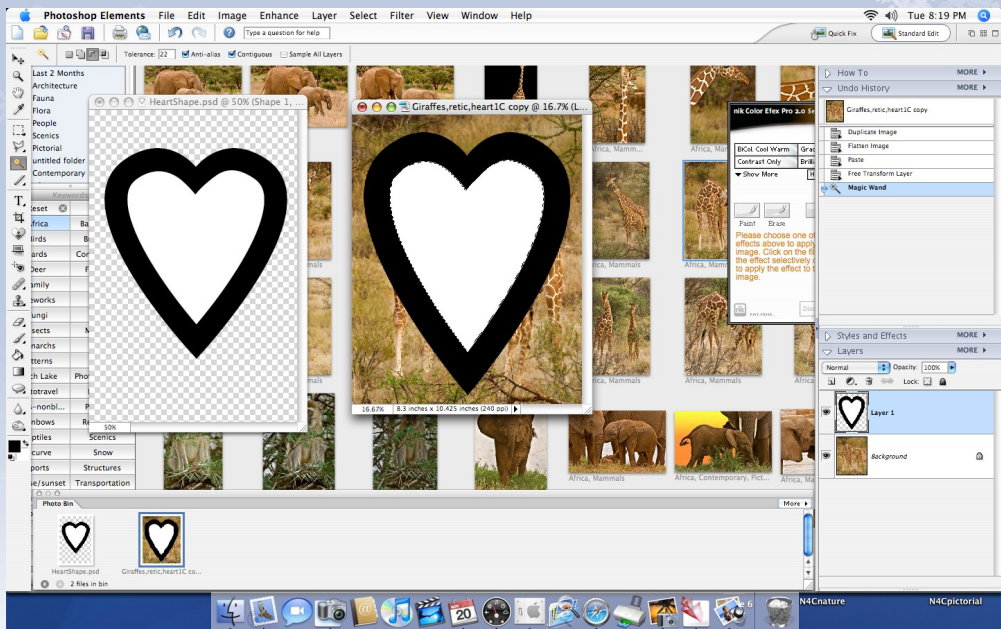 Photoshop Elements File Edit Image Enhance Layer Select Filter View Window Help
Tue 8:19 PM
Type a question for help
Quick Fix
Standard Edit
Tolerance: 22 Anti-alias Contiguous Sample All Layers
Last 2 Months
Architecture
Fauna
Flora
People
Scenics
Pictorial
untitled folder
Contemporary
HeartShape.psd @ 50% (Shape 1, ...
Giraffes,retic,heart1C copy @ 16.7% (L...
50%
16.67% 8.3 inches x 10.425 inches (240 ppi)
Africa, Mamm...
Africa, Mammals
Africa, Mammals
Africa, Mammals
Africa, Mammals
Africa, Contemporary, Pict...
nik Color Efex Pro 2.0
BiCol Cool Warm
Contrast Only
Show More
Paint Erase
Please choose one of
effects above to apply
image. Click on the
the effect selectively
to apply the effect to
image.
How To MORE
Undo History MORE
Giraffes,retic,heart1C copy
Duplicate Image
Flatten Image
Paste
Free Transform Layer
Magic Wand
Styles and Effects MORE
Layers MORE
Normal Opacity: 100%
Lock:
Layer 1
Background
Scenics
Snow
Structures
Transportation
Photo Bin
More
HeartShape.psd
Giraffes,retic,heart1C co...
2 files in bin
20
N4Cnature
N4Cpictorial